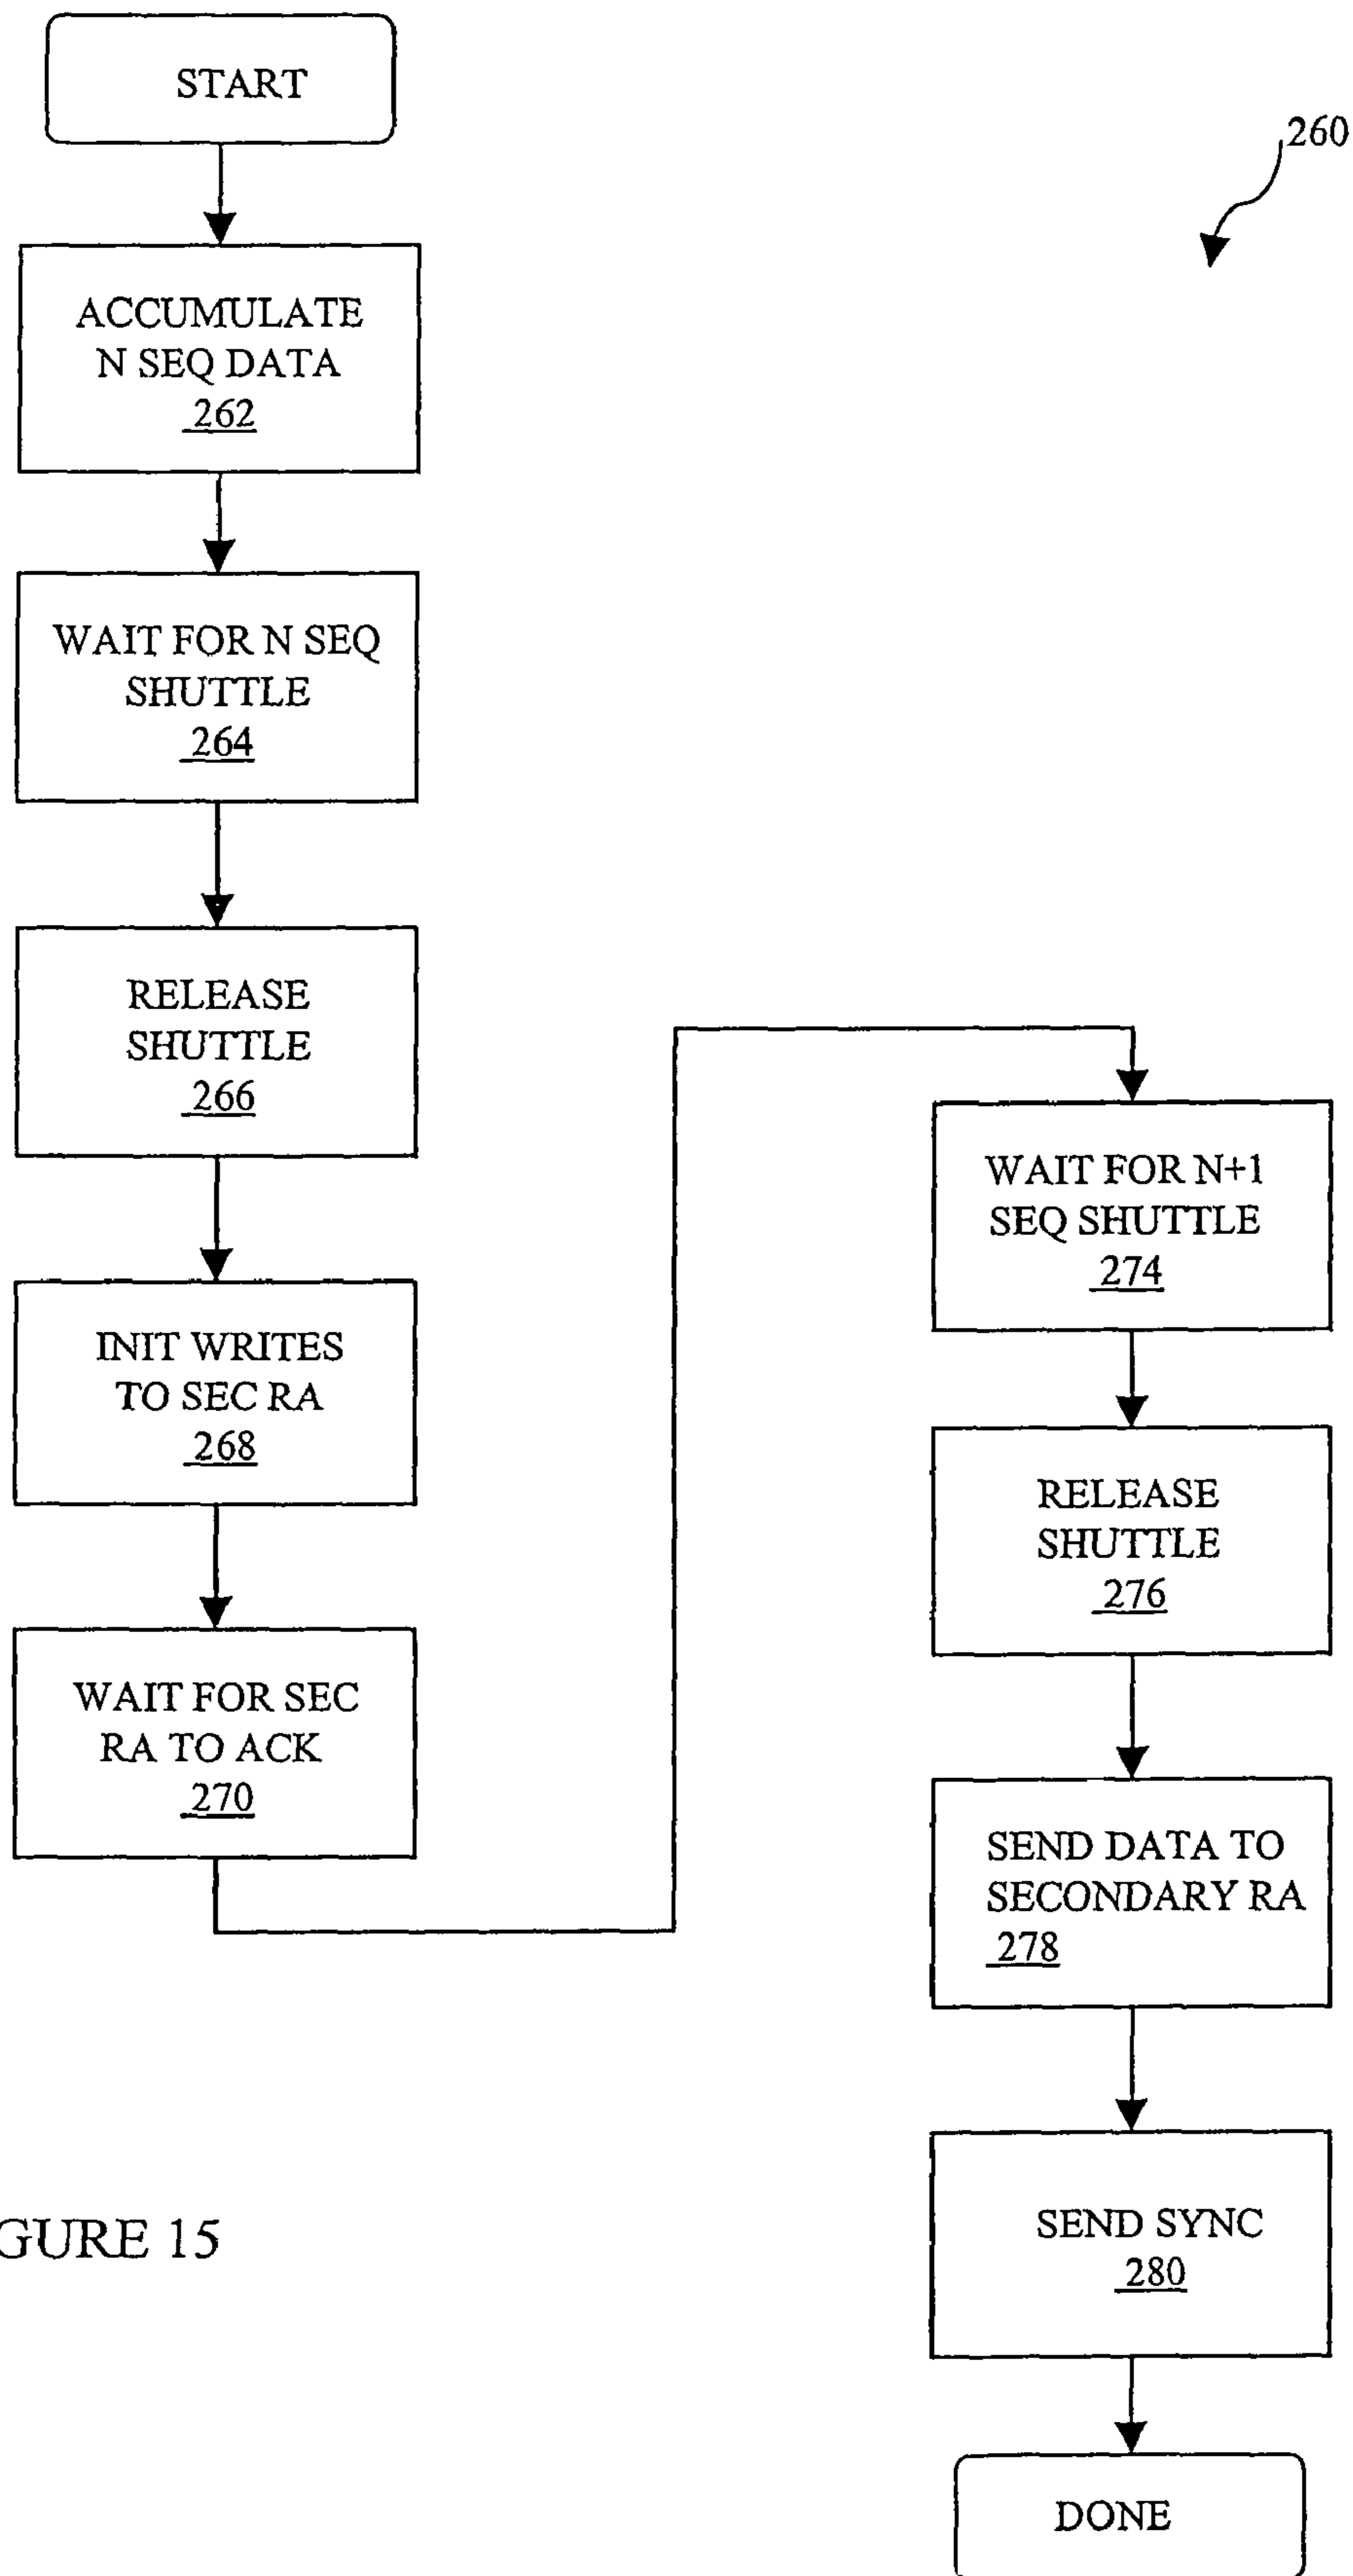 START
260
ACCUMULATE
N SEQ DATA
262
WAIT FOR N SEQ
SHUTTLE
264
RELEASE
SHUTTLE
266
INIT WRITES
TO SEC RA
268
WAIT FOR SEC
RA TO ACK
270
WAIT FOR N+1
SEQ SHUTTLE
274
RELEASE
SHUTTLE
276
SEND DATA TO
SECONDARY RA
278
SEND SYNC
280
DONE
GURE 15